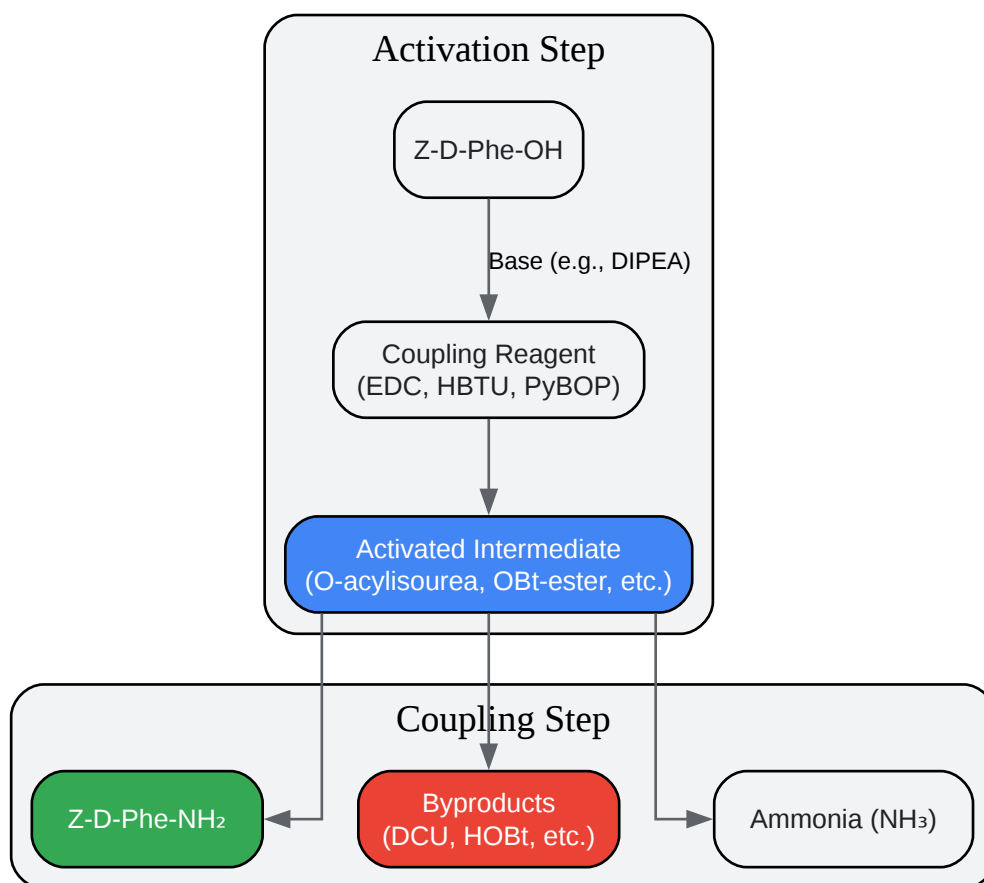 Activation Step
Z-D-Phe-OH
Base (e.g., DIPEA)
Coupling Reagent
(EDC, HBTU, PyBOP)
Activated Intermediate
(O-acylisourea, OBt-ester, etc.)
Coupling Step
Z-D-Phe-NH₂
Byproducts
(DCU, HOBt, etc.)
Ammonia (NH₃)